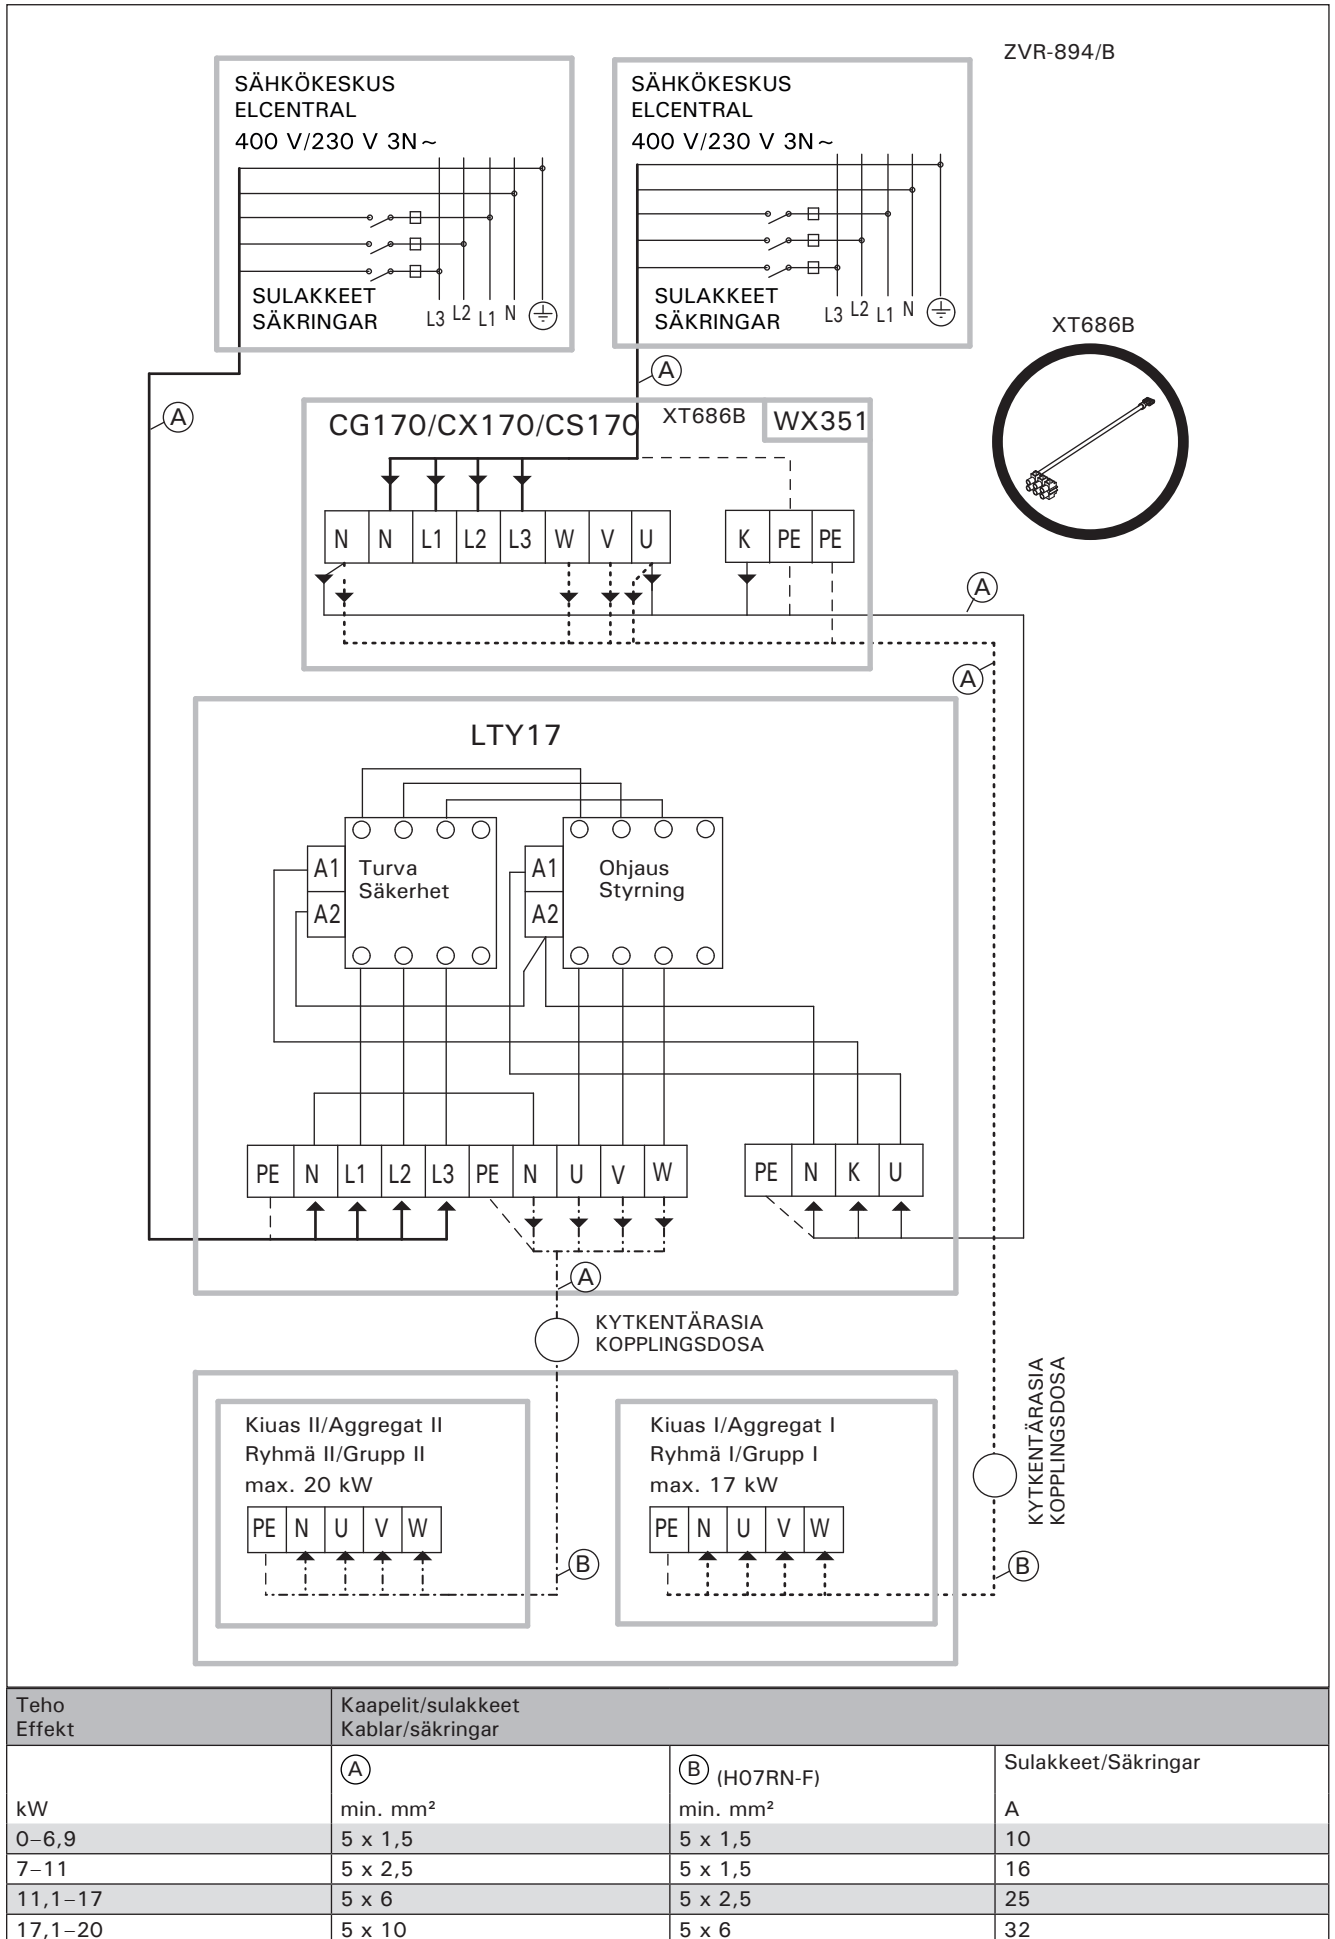 ZVR-894/B
SÄHKÖKESKUS
ELCENTRAL
400 V/230 V 3N~
SULAKKEET
SÄKRINGAR
L3 L2 L1 N
SÄHKÖKESKUS
ELCENTRAL
400 V/230 V 3N~
SULAKKEET
SÄKRINGAR
L3 L2 L1 N
XT686B
A
A
CG170/CX170/CS170
XT686B
WX351
N N L1 L2 L3 W V U
K PE PE
A
A
LTY17
A1
A2
Turva
Säkerhet
A1
A2
Ohjaus
Styrning
PE N L1 L2 L3 PE N U V W
PE N K U
A
KYTKENTÄRASIA
KOPPLINGSDOSA
KYTKENTÄRASIA
KOPPLINGSDOSA
Kiuas II/Aggregat II
Ryhmä II/Grupp II
max. 20 kW
PE N U V W
B
Kiuas I/Aggregat I
Ryhmä I/Grupp I
max. 17 kW
PE N U V W
B
Teho
Effekt
Kaapelit/sulakkeet
Kablar/säkringar
A
B (H07RN-F)
Sulakkeet/Säkringar
kW min. mm² min. mm² A
0–6,9 5 x 1,5 5 x 1,5 10
7–11 5 x 2,5 5 x 1,5 16
11,1–17 5 x 6 5 x 2,5 25
17,1–20 5 x 10 5 x 6 32